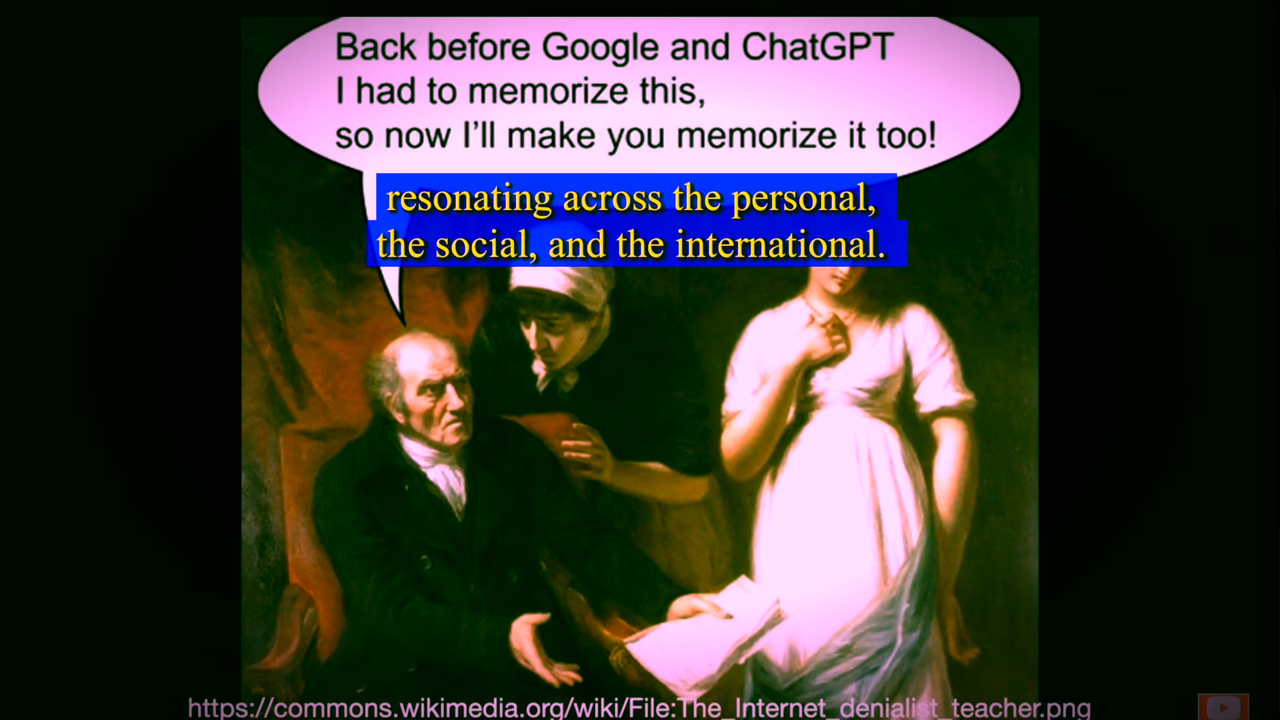 Back before Google and ChatGPT
I had to memorize this,
so now I'll make you memorize it too!
resonating across the personal,
the social, and the international.
https://commons.wikimedia.org/wiki/File:The_Internet_denialist_teacher.png